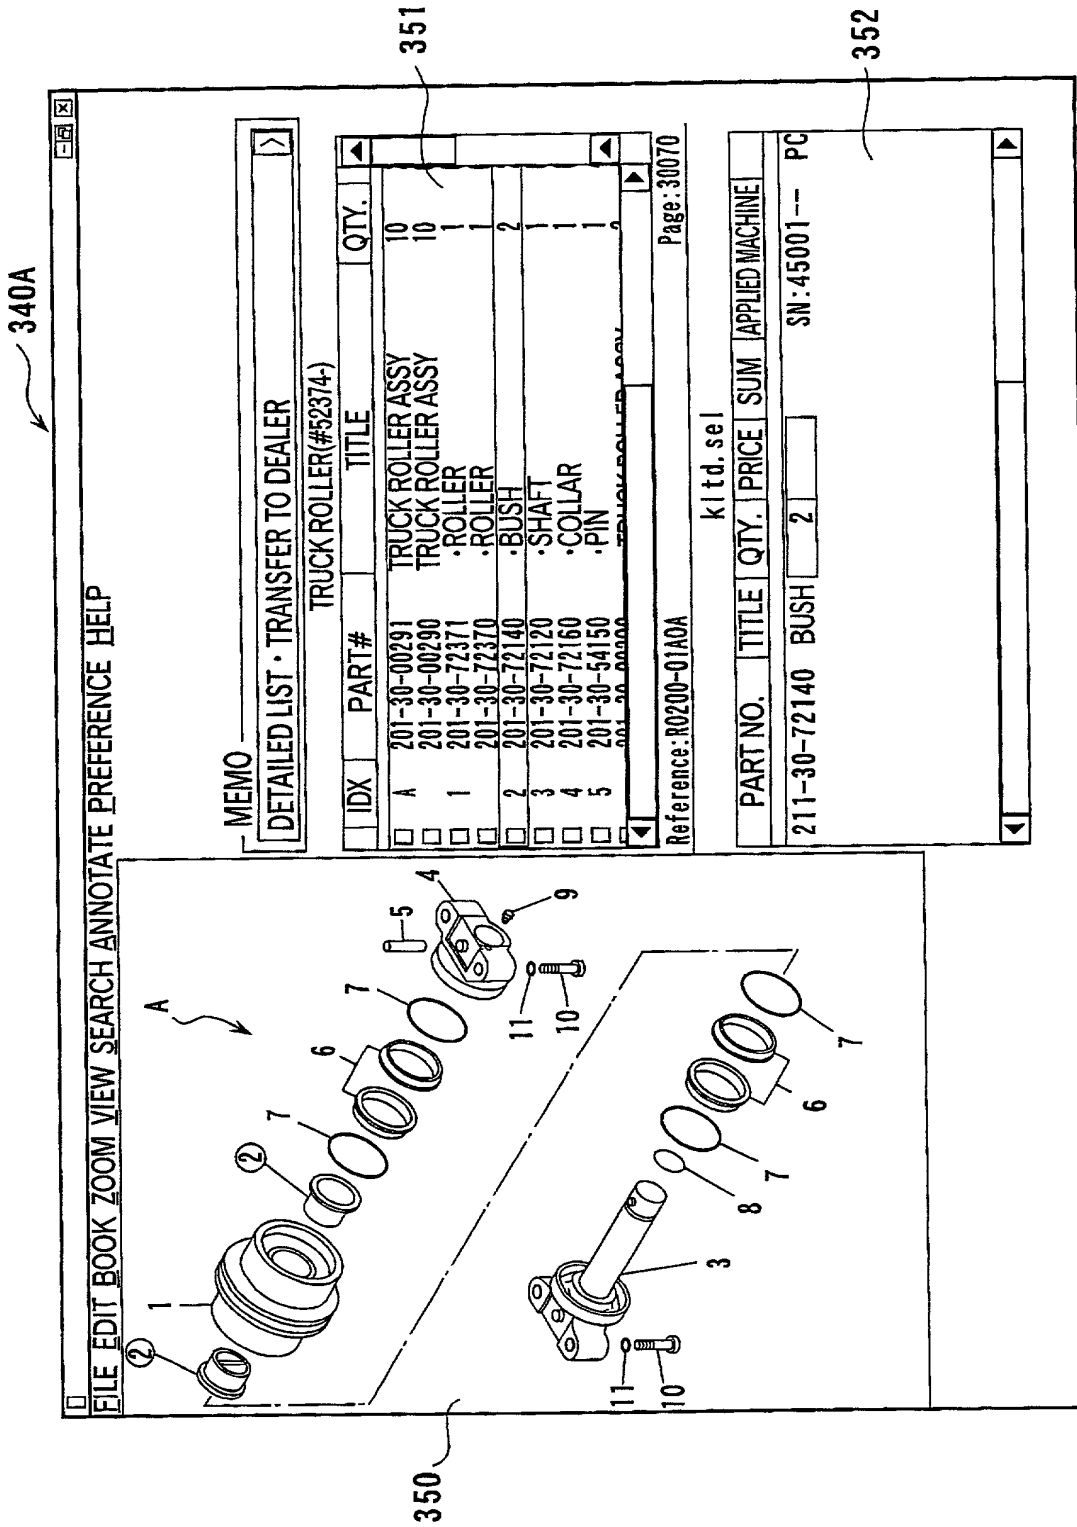 340A
FILE EDIT BOOK ZOOM VIEW SEARCH ANNOTATE PREFERENCE HELP
A
1
2
2
7
6
7
5
4
9
11
10
3
8
7
6
7
11
10
350
MEMO
DETAILED LIST・TRANSFER TO DEALER
TRUCK ROLLER(#52374-)
IDX PART# TITLE QTY.
A 201-30-00291 TRUCK ROLLER ASSY 10
201-30-00290 TRUCK ROLLER ASSY 10
1 201-30-72371 ・ROLLER 1
201-30-72370 ・ROLLER 1
2 201-30-72140 ・BUSH 2
3 201-30-72120 ・SHAFT 1
4 201-30-72160 ・COLLAR 1
5 201-30-54150 ・PIN 1
TRUCK ROLLER ASSY
351
Reference:R0200-01A0A Page:30070
kltd.sel
PART NO. TITLE QTY. PRICE SUM APPLIED MACHINE
211-30-72140 BUSH 2 SN:45001-- PC
352